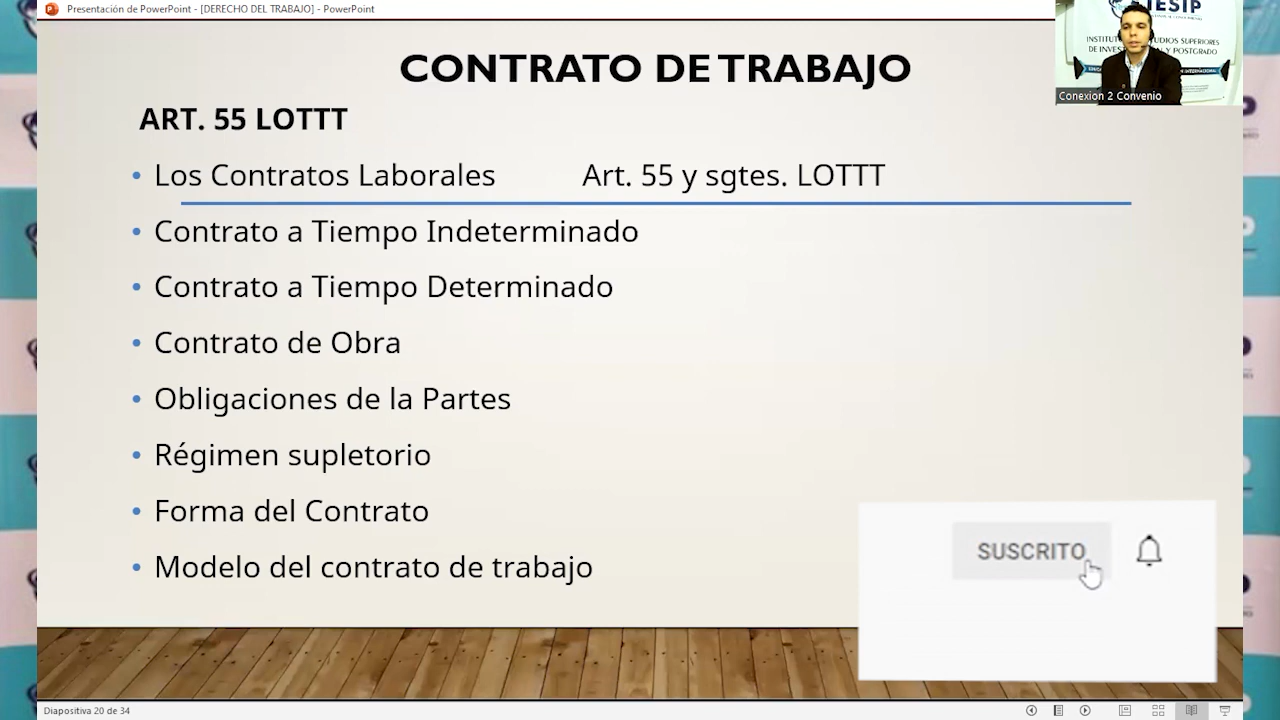 Presentación de PowerPoint - [DERECHO DEL TRABAJO] - PowerPoint
CONTRATO DE TRABAJO
ART. 55 LOTTT
• Los Contratos Laborales Art. 55 y sgtes. LOTTT
• Contrato a Tiempo Indeterminado
• Contrato a Tiempo Determinado
• Contrato de Obra
• Obligaciones de la Partes
• Régimen supletorio
• Forma del Contrato
• Modelo del contrato de trabajo
Conexion 2 Convenio
SUSCRITO
Diapositiva 20 de 34